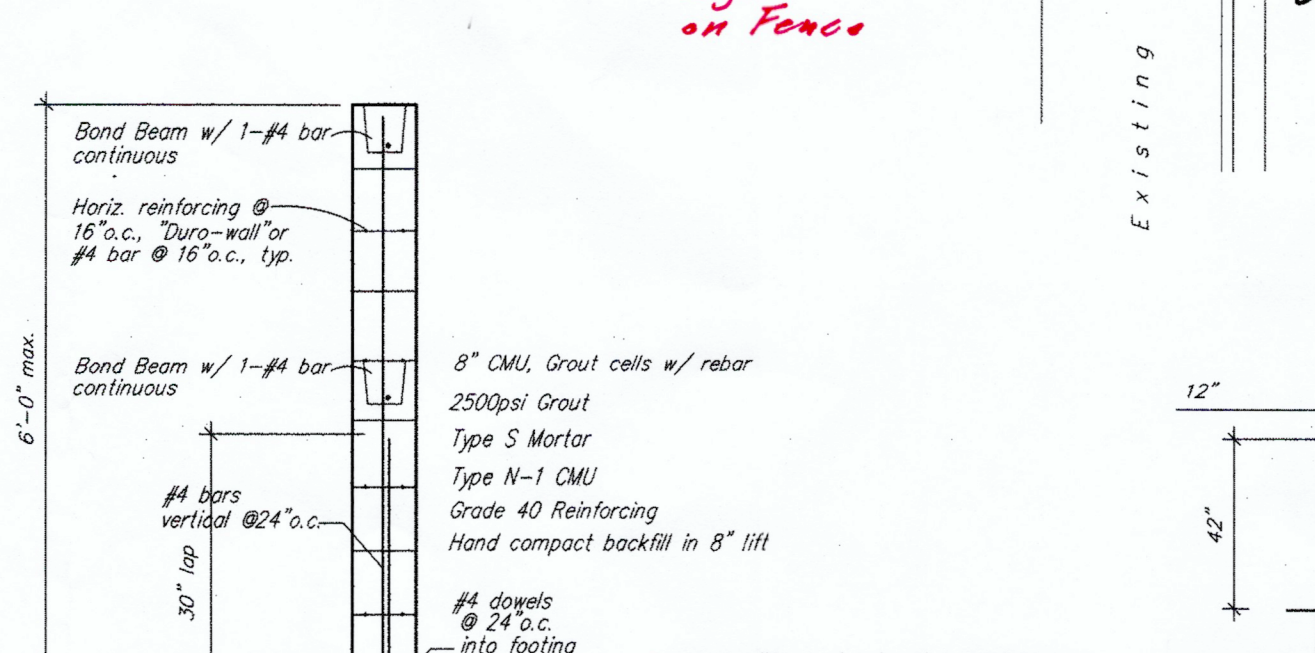 on Fence
Existing
Bond Beam w/ 1-#4 bar
continuous
Horiz. reinforcing @
16"o.c., "Duro-wall"or
#4 bar @ 16"o.c., typ.
6'-0" max.
Bond Beam w/ 1-#4 bar
continuous
8" CMU, Grout cells w/ rebar
2500psi Grout
Type S Mortar
Type N-1 CMU
Grade 40 Reinforcing
Hand compact backfill in 8" lift
#4 bars
vertical @24"o.c.
30" lap
#4 dowels
@ 24"o.c.
into footing
12"
42"